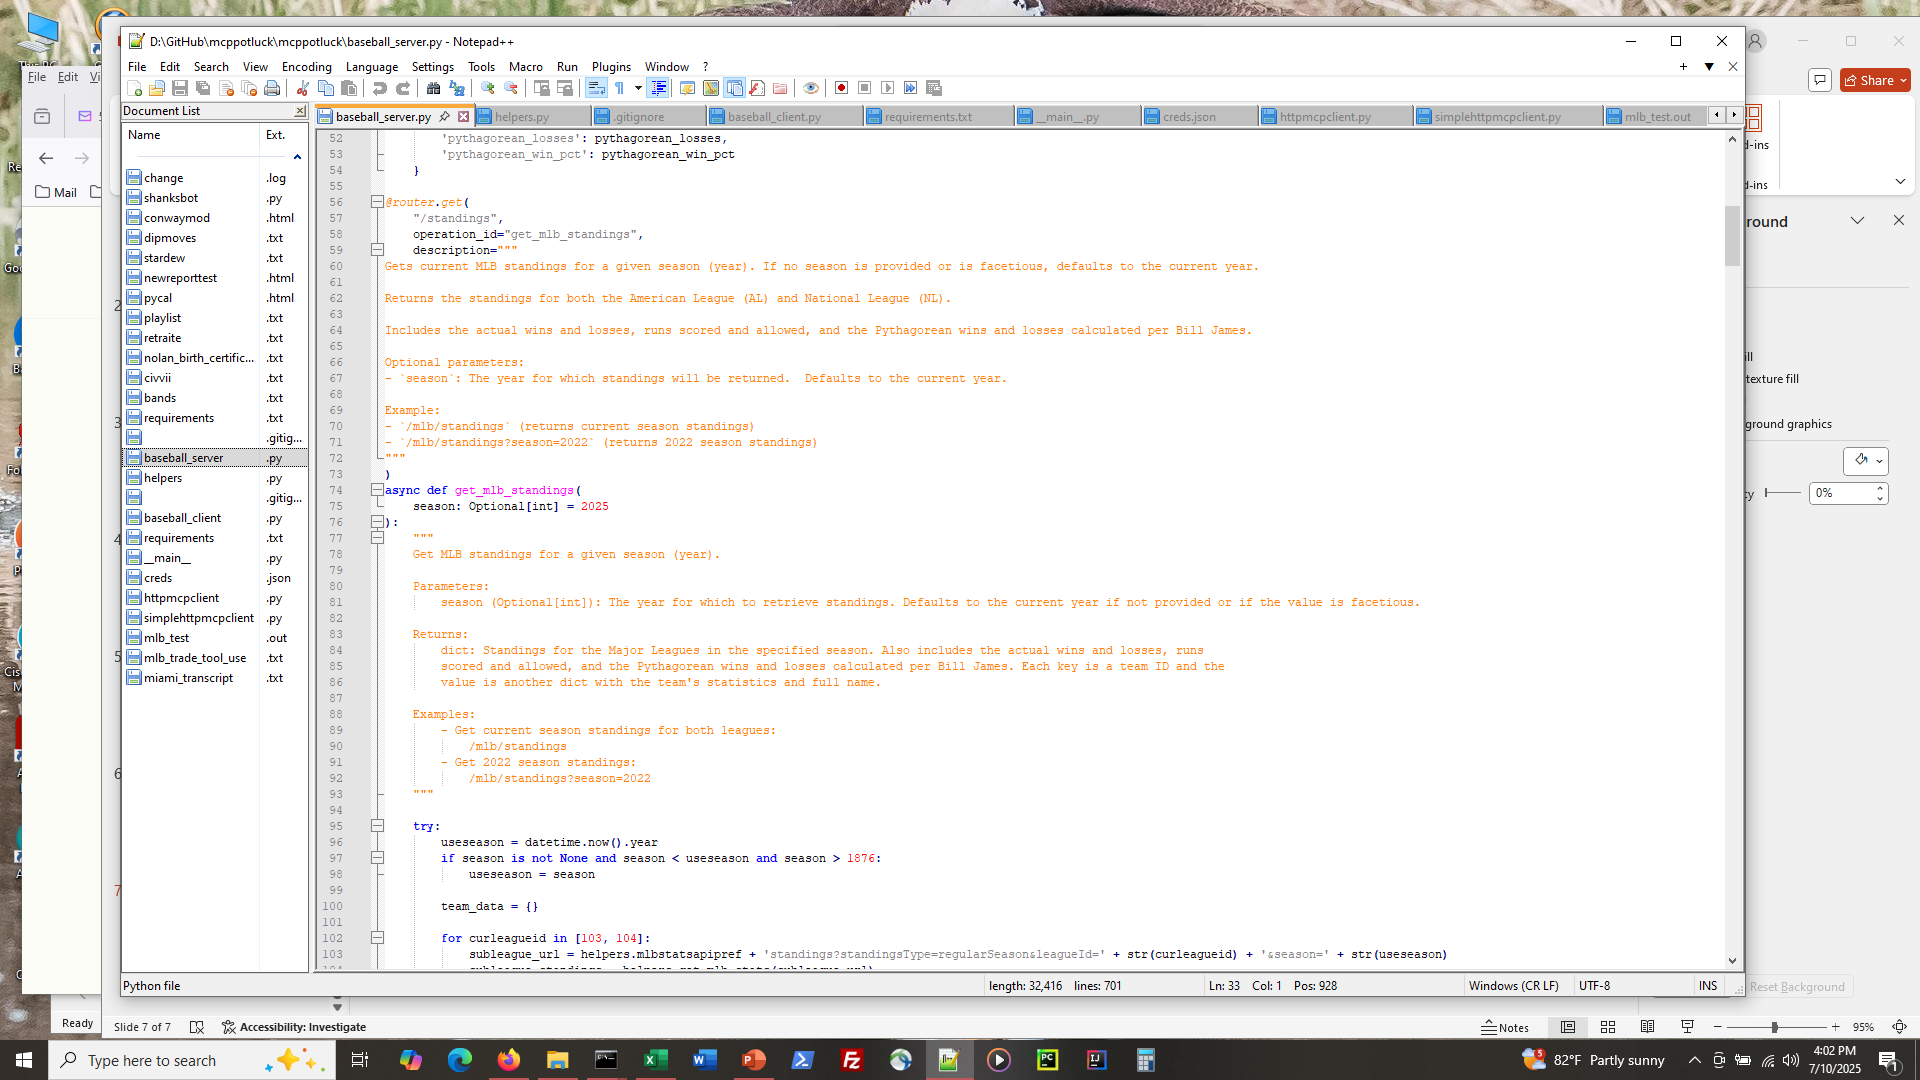 D:\GitHub\mcppotluck\mcppotluck\baseball_server.py - Notepad++
File Edit Search View Encoding Language Settings Tools Macro Run Plugins Window ?
Document List
Name Ext.
change .log
shanksbot .py
conwaymod .html
dipmoves .txt
stardew .txt
newreporttest .html
pycal .html
playlist .txt
retraite .txt
nolan_birth_certific... .txt
civvii .txt
bands .txt
requirements .txt
.gitig...
baseball_server .py
helpers .py
.gitig...
baseball_client .py
requirements .txt
__main__ .py
creds .json
httpmcpclient .py
simplehttpmcpclient .py
mlb_test .out
mlb_trade_tool_use .txt
miami_transcript .txt
baseball_server.py helpers.py .gitignore baseball_client.py requirements.txt __main__.py creds.json httpmcpclient.py simplehttpmcpclient.py mlb_test.out
52 'pythagorean_losses': pythagorean_losses,
53 'pythagorean_win_pct': pythagorean_win_pct
54 }
55
56 @router.get(
57 "/standings",
58 operation_id="get_mlb_standings",
59 description="""
60 Gets current MLB standings for a given season (year). If no season is provided or is facetious, defaults to the current year.
61
62 Returns the standings for both the American League (AL) and National League (NL).
63
64 Includes the actual wins and losses, runs scored and allowed, and the Pythagorean wins and losses calculated per Bill James.
65
66 Optional parameters:
67 - `season`: The year for which standings will be returned.  Defaults to the current year.
68
69 Example:
70 - `/mlb/standings` (returns current season standings)
71 - `/mlb/standings?season=2022` (returns 2022 season standings)
72 """
73 )
74 async def get_mlb_standings(
75 season: Optional[int] = 2025
76 ):
77 """
78 Get MLB standings for a given season (year).
79
80 Parameters:
81 season (Optional[int]): The year for which to retrieve standings. Defaults to the current year if not provided or if the value is facetious.
82
83 Returns:
84 dict: Standings for the Major Leagues in the specified season. Also includes the actual wins and losses, runs
85 scored and allowed, and the Pythagorean wins and losses calculated per Bill James. Each key is a team ID and the
86 value is another dict with the team's statistics and full name.
87
88 Examples:
89 - Get current season standings for both leagues:
90 /mlb/standings
91 - Get 2022 season standings:
92 /mlb/standings?season=2022
93 """
94
95 try:
96 useseason = datetime.now().year
97 if season is not None and season < useseason and season > 1876:
98 useseason = season
99
100 team_data = {}
101
102 for curleagueid in [103, 104]:
103 subleague_url = helpers.mlbstatsapipref + 'standings?standingsType=regularSeason&leagueId=' + str(curleagueid) + '&season=' + str(useseason)
Python file length: 32,416 lines: 701 Ln: 33 Col: 1 Pos: 928 Windows (CR LF) UTF-8 INS
File Edit Vi
Mail
Ready
Share
d-ins
d-ins
round
ill
texture fill
ground graphics
cy 0%
Reset Background
2
3
4
5
6
7
Slide 7 of 7 Accessibility: Investigate Notes 95%
Type here to search
82°F Partly sunny
4:02 PM
7/10/2025